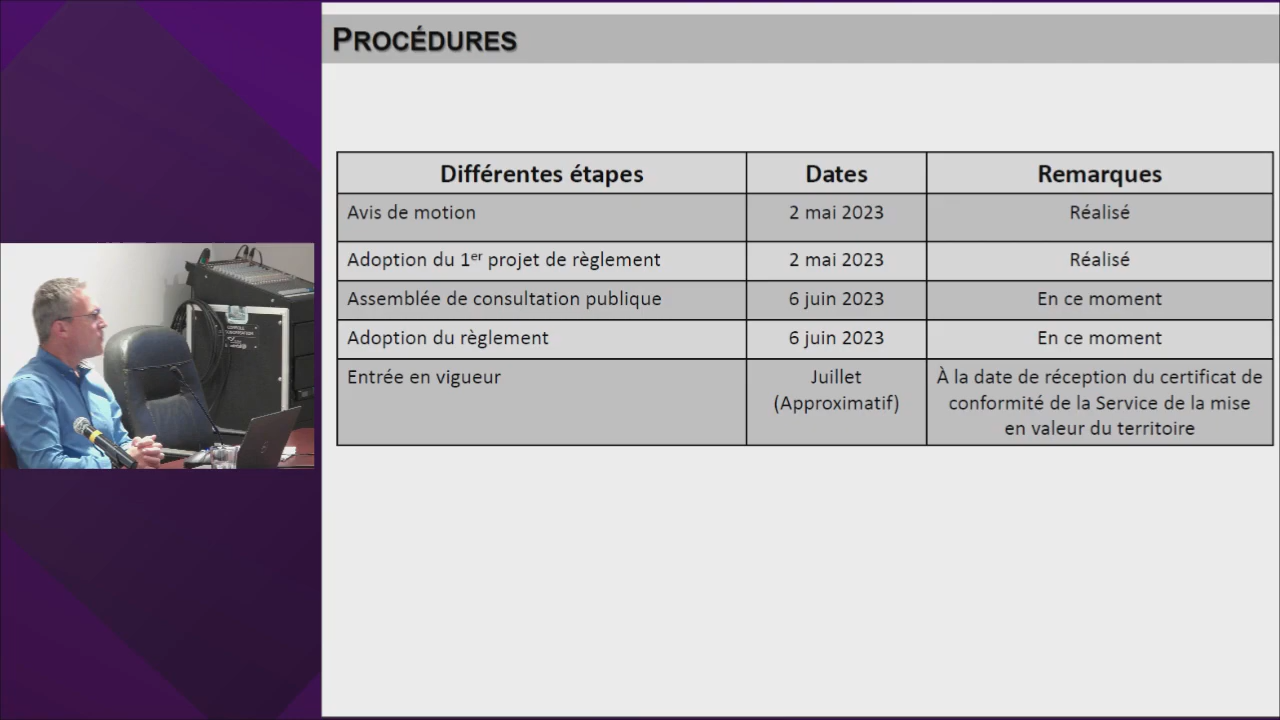 PROCÉDURES
Différentes étapes Dates Remarques
Avis de motion 2 mai 2023 Réalisé
Adoption du 1er projet de règlement 2 mai 2023 Réalisé
Assemblée de consultation publique 6 juin 2023 En ce moment
Adoption du règlement 6 juin 2023 En ce moment
Entrée en vigueur Juillet À la date de réception du certificat de
(Approximatif) conformité de la Service de la mise
en valeur du territoire